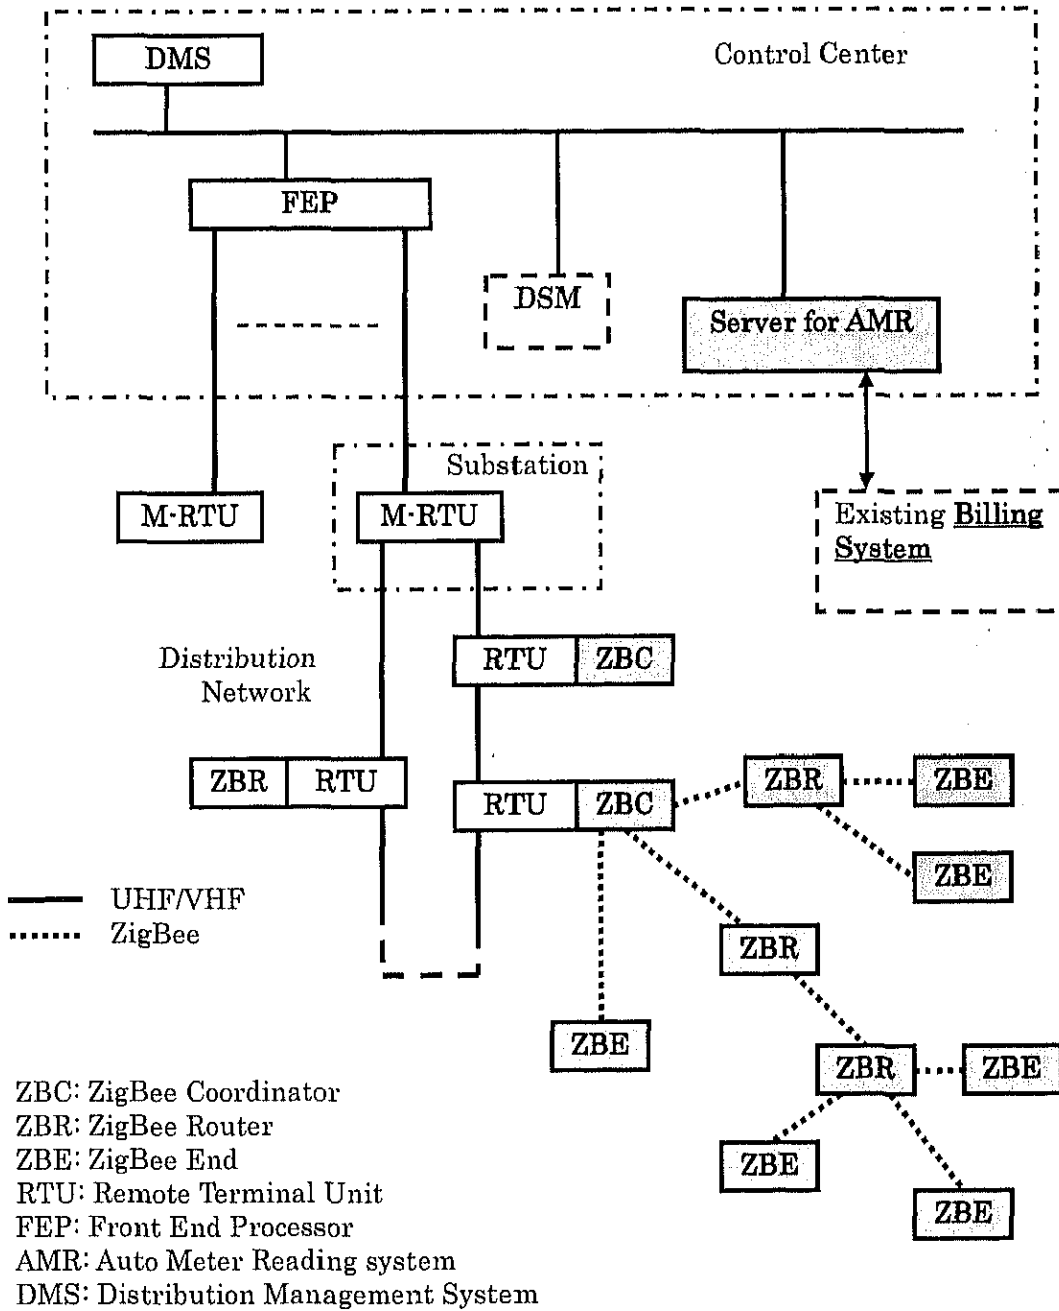 DMS
Control Center
FEP
DSM
Server for AMR
Substation
M-RTU
M-RTU
Existing Billing
System
Distribution
Network
RTU ZBC
ZBR RTU
RTU ZBC
ZBR
ZBE
ZBE
UHF/VHF
ZigBee
ZBR
ZBE
ZBR
ZBE
ZBE
ZBE
ZBC: ZigBee Coordinator
ZBR: ZigBee Router
ZBE: ZigBee End
RTU: Remote Terminal Unit
FEP: Front End Processor
AMR: Auto Meter Reading system
DMS: Distribution Management System